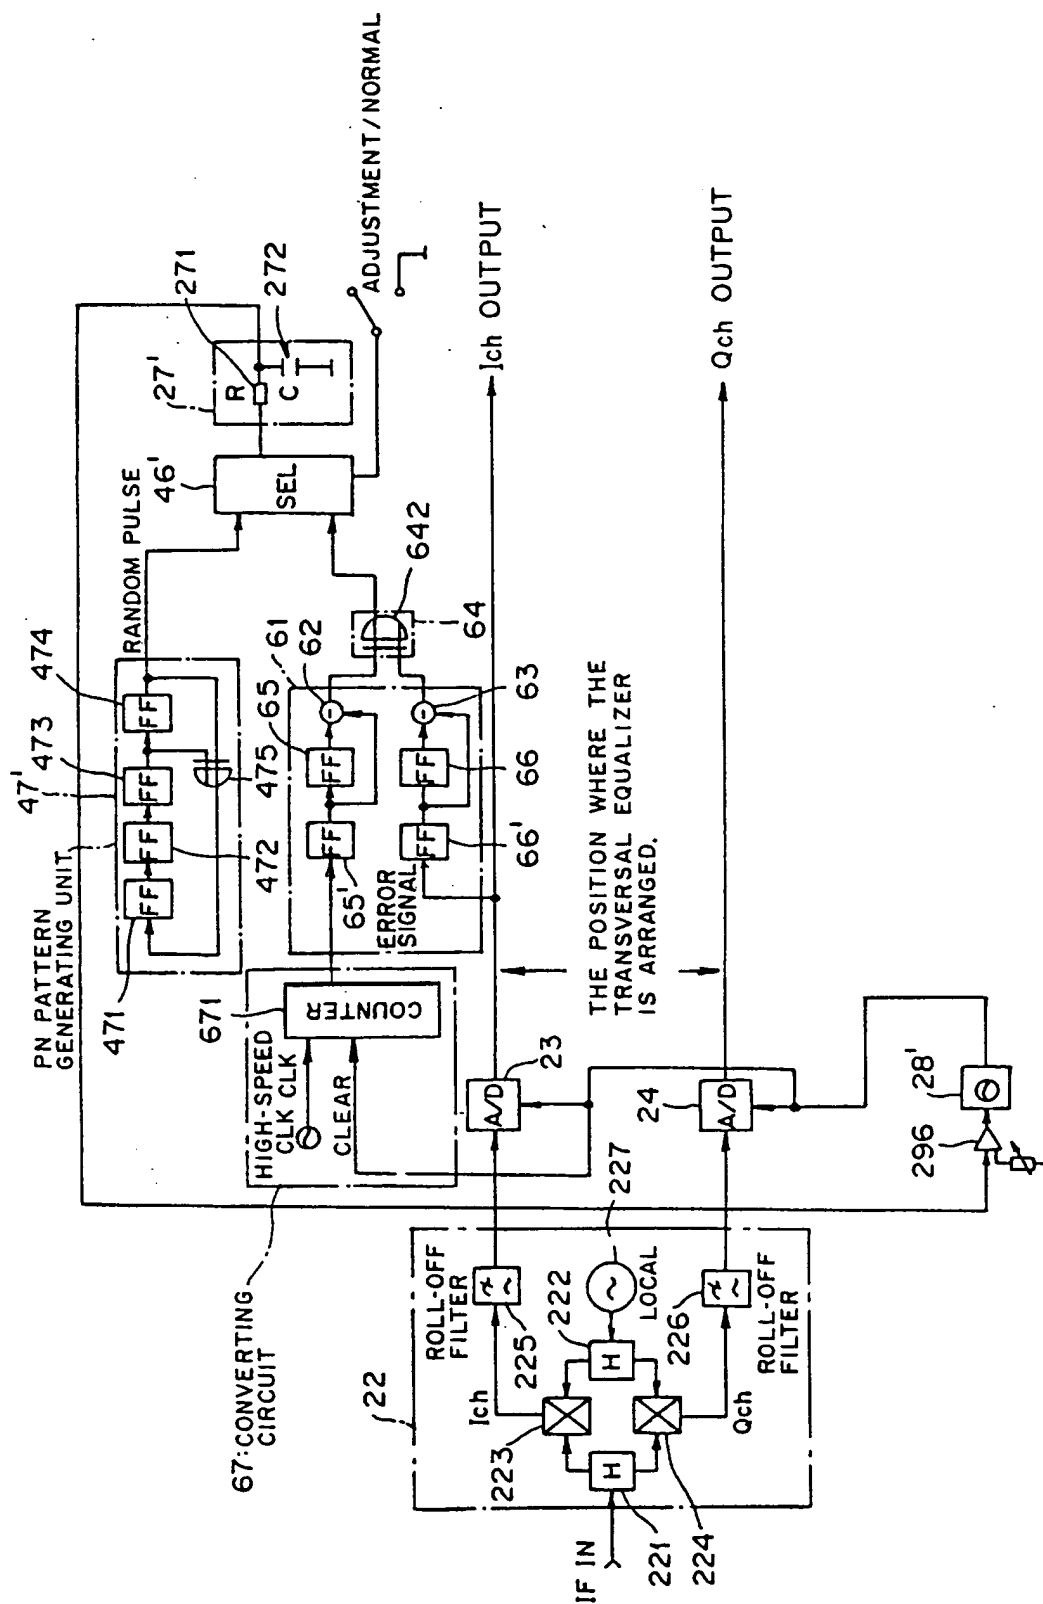 PN PATTERN
GENERATING UNIT
47'
471
472
473
474
475
FF
FF
FF
FF
RANDOM PULSE
46'
SEL
27'
R
C
271
272
ADJUSTMENT/NORMAL
67:CONVERTING
CIRCUIT
671
HIGH-SPEED
CLK CLK
CLEAR
COUNTER
65'
65
62
61
FF
FF
ERROR
SIGNAL
FF
FF
66'
66
63
64
642
Ich OUTPUT
Qch OUTPUT
THE POSITION WHERE THE
TRANSVERSAL EQUALIZER
IS ARRANGED.
22
IF IN
221
H
223
224
Ich
Qch
222
H
LOCAL
227
ROLL-OFF
FILTER
225
226
ROLL-OFF
FILTER
A/D
23
24
A/D
296
28'